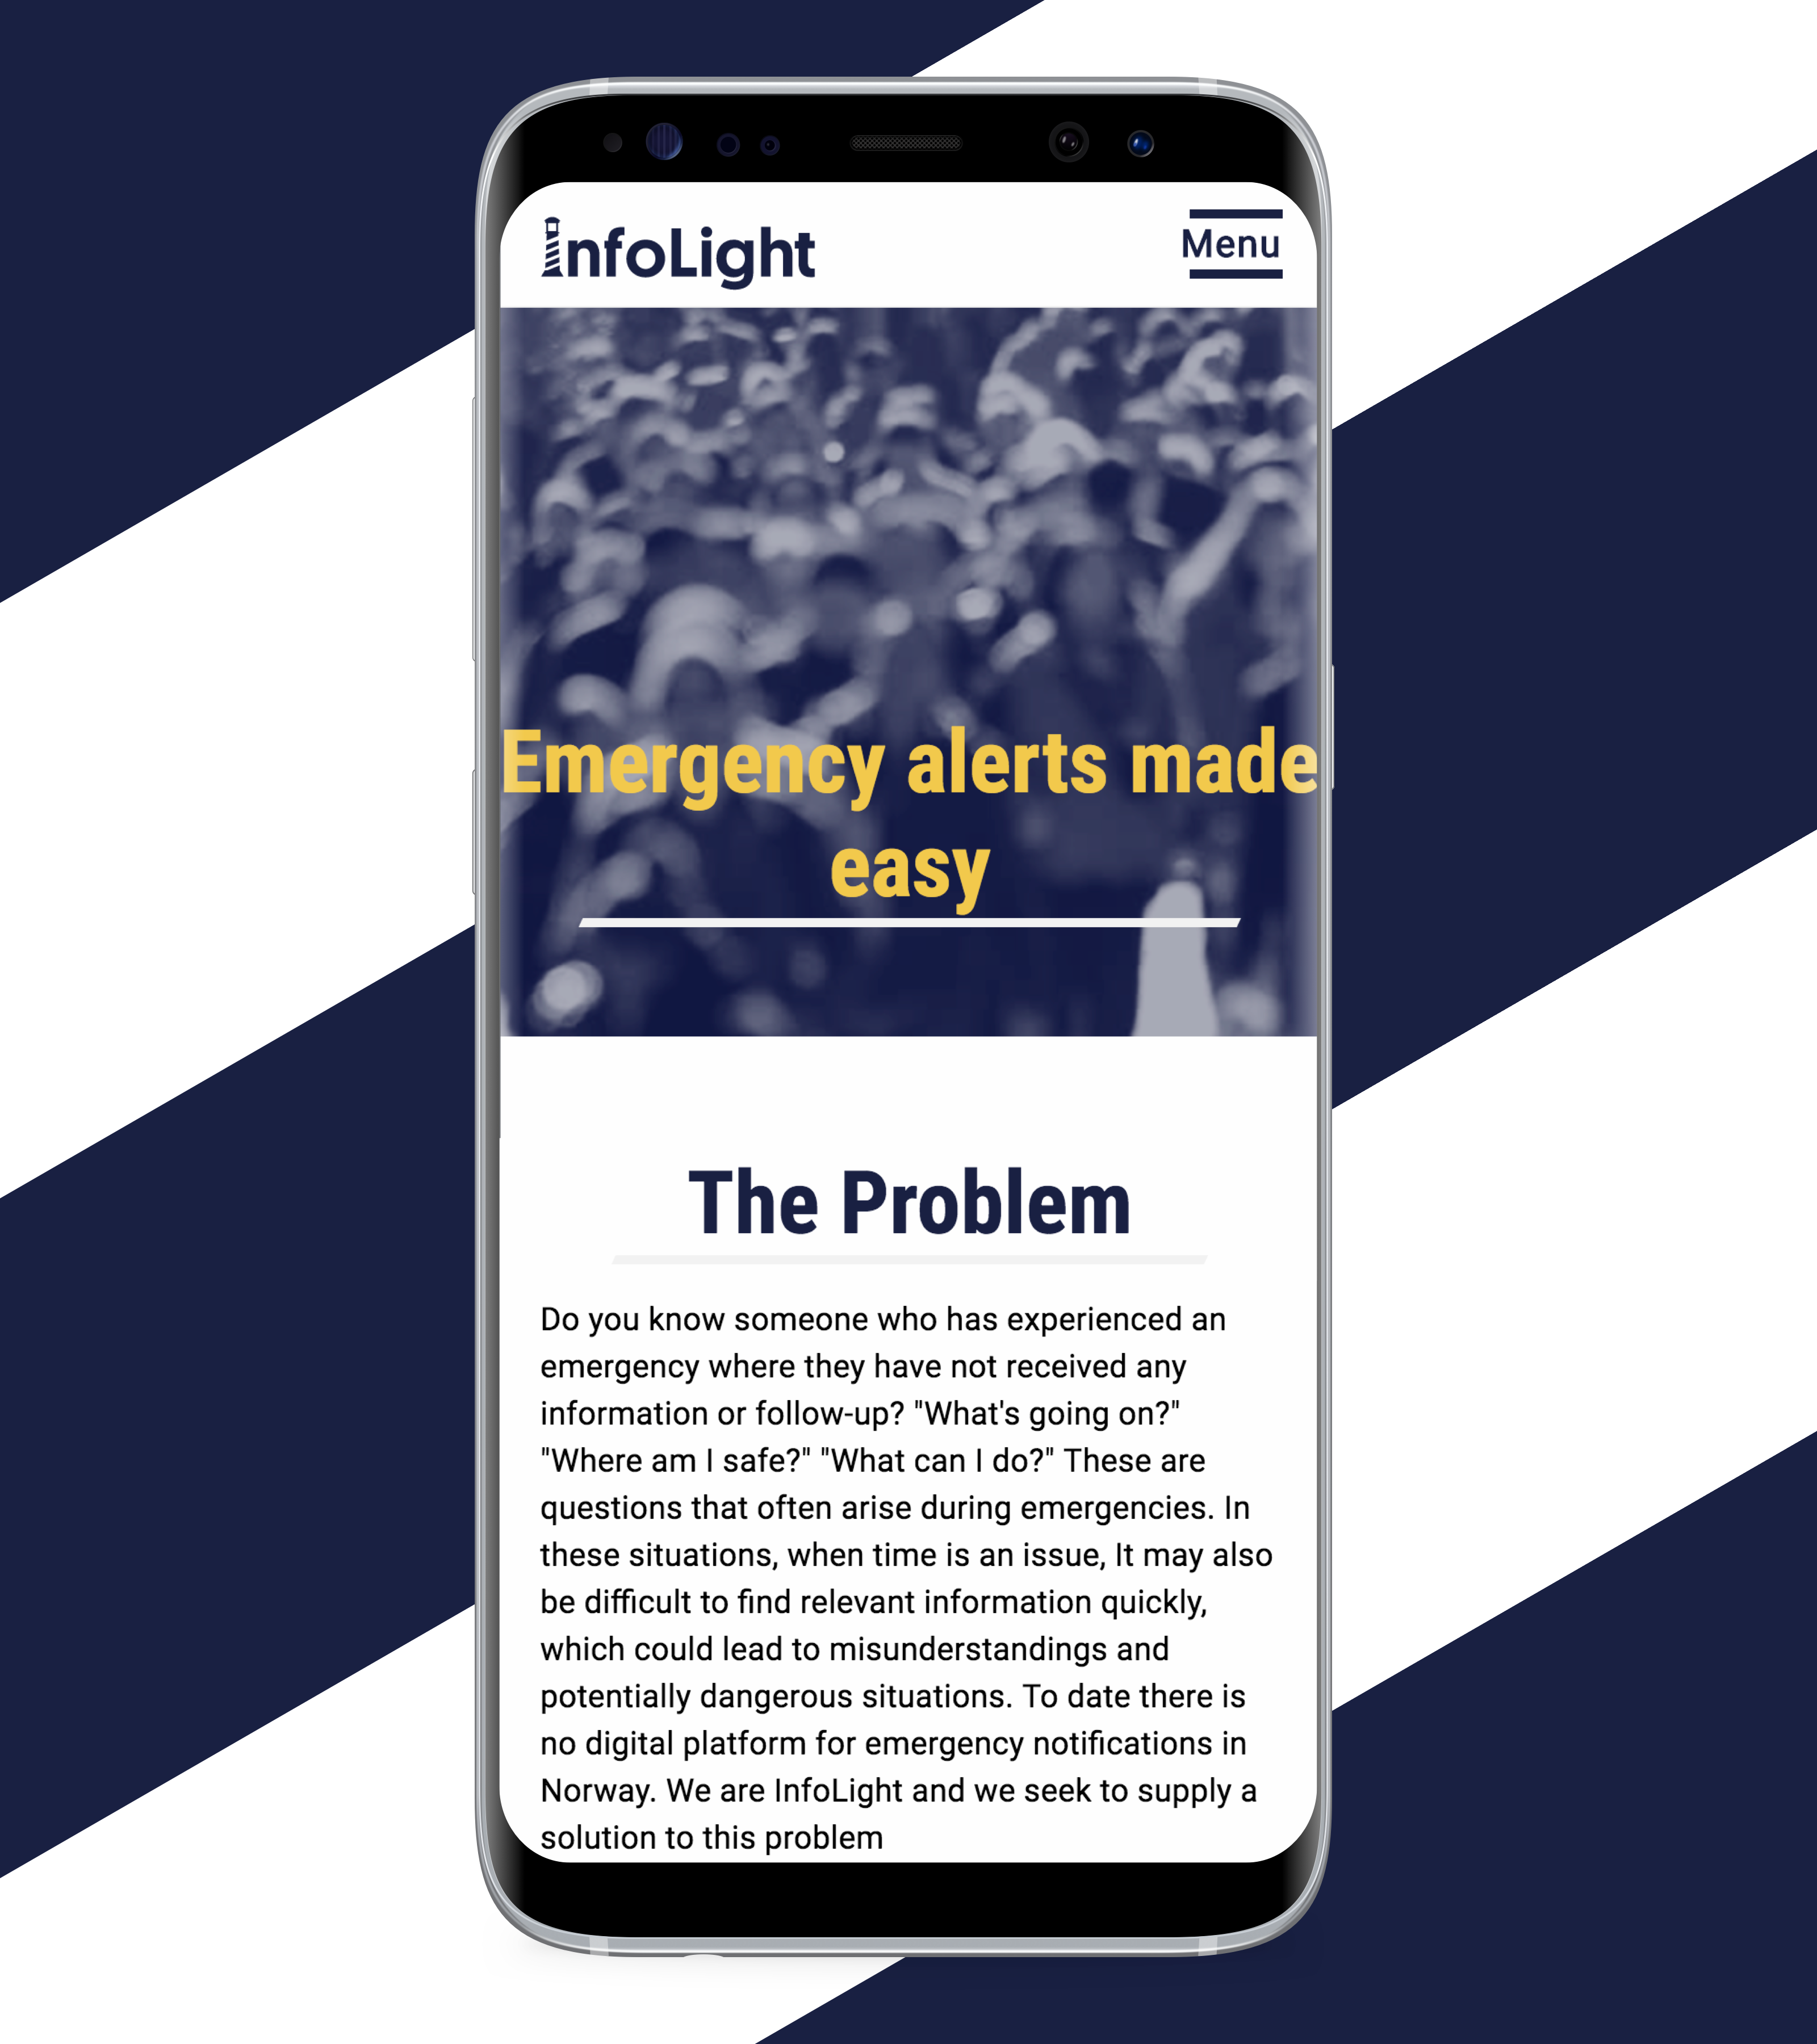 InfoLight
Menu
Emergency alerts made
easy
The Problem
Do you know someone who has experienced an
emergency where they have not received any
information or follow-up? "What's going on?"
"Where am I safe?" "What can I do?" These are
questions that often arise during emergencies. In
these situations, when time is an issue, It may also
be difficult to find relevant information quickly,
which could lead to misunderstandings and
potentially dangerous situations. To date there is
no digital platform for emergency notifications in
Norway. We are InfoLight and we seek to supply a
solution to this problem